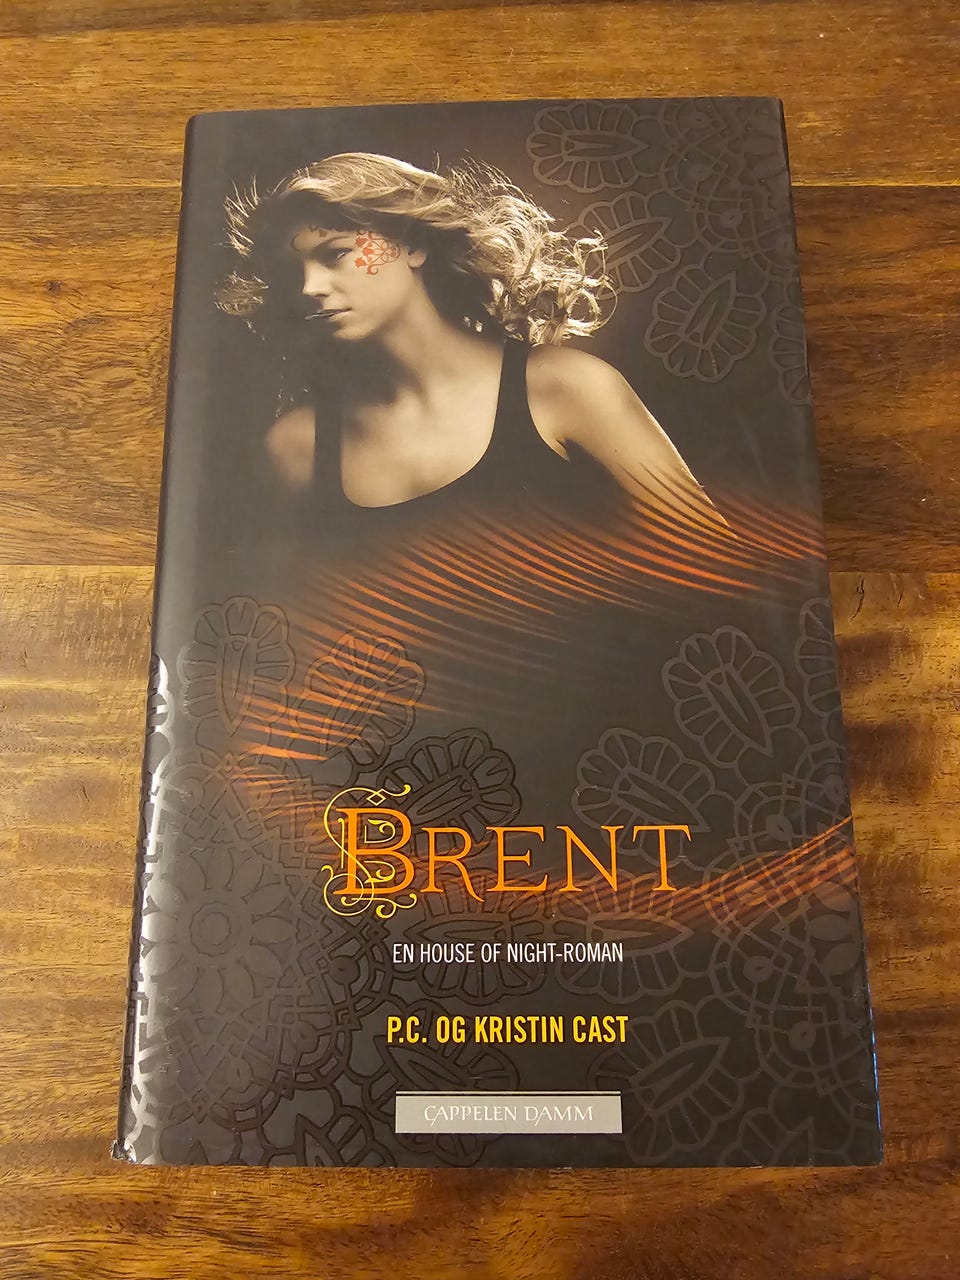 BRENT
EN HOUSE OF NIGHT-ROMAN
P.C. OG KRISTIN CAST
CAPPELEN DAMM